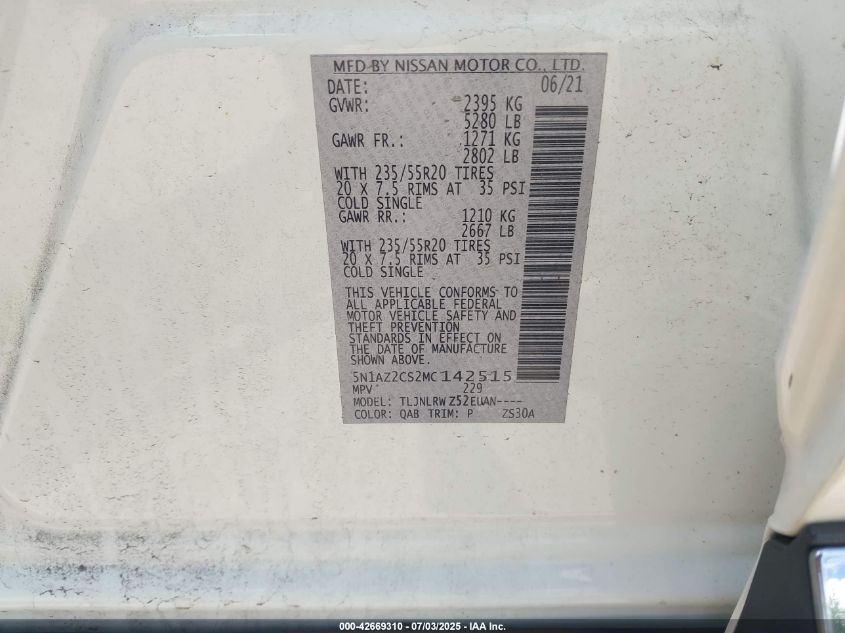 MFD BY NISSAN MOTOR CO., LTD.
DATE: 06/21
GVWR: 2395 KG
5280 LB
GAWR FR.: 1271 KG
2802 LB
WITH 235/55R20 TIRES
20 X 7.5 RIMS AT 35 PSI
COLD SINGLE
GAWR RR.: 1210 KG
2667 LB
WITH 235/55R20 TIRES
20 X 7.5 RIMS AT 35 PSI
COLD SINGLE
THIS VEHICLE CONFORMS TO
ALL APPLICABLE FEDERAL
MOTOR VEHICLE SAFETY AND
THEFT PREVENTION
STANDARDS IN EFFECT ON
THE DATE OF MANUFACTURE
SHOWN ABOVE.
5N1AZ2CS2MC142515
MPV 229
MODEL: TLJNLRWZ52EUAN----
COLOR: QAB TRIM: P ZS30A
000-42669310 - 07/03/2025 - IAA Inc.